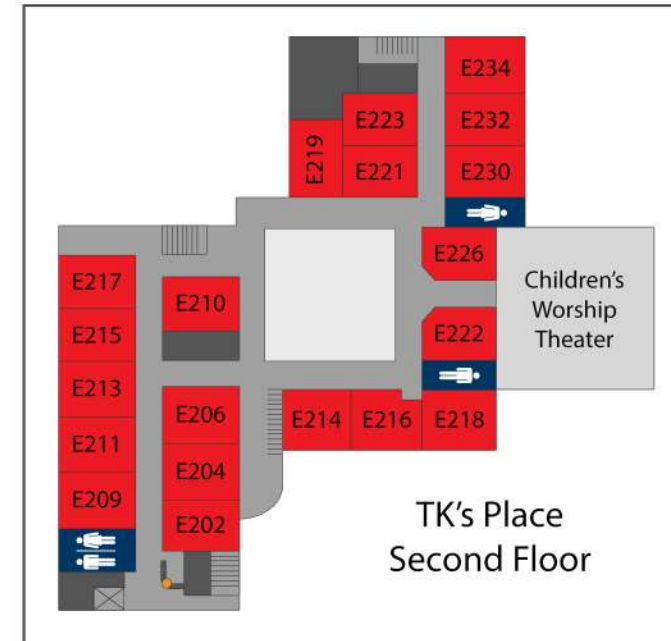 E234
E223
E232
E219
E221
E230
E226
E217
Children's
Worship
Theater
E210
E215
E222
E213
E206
E214
E216
E218
E211
E204
E209
E202
TK's Place
Second Floor